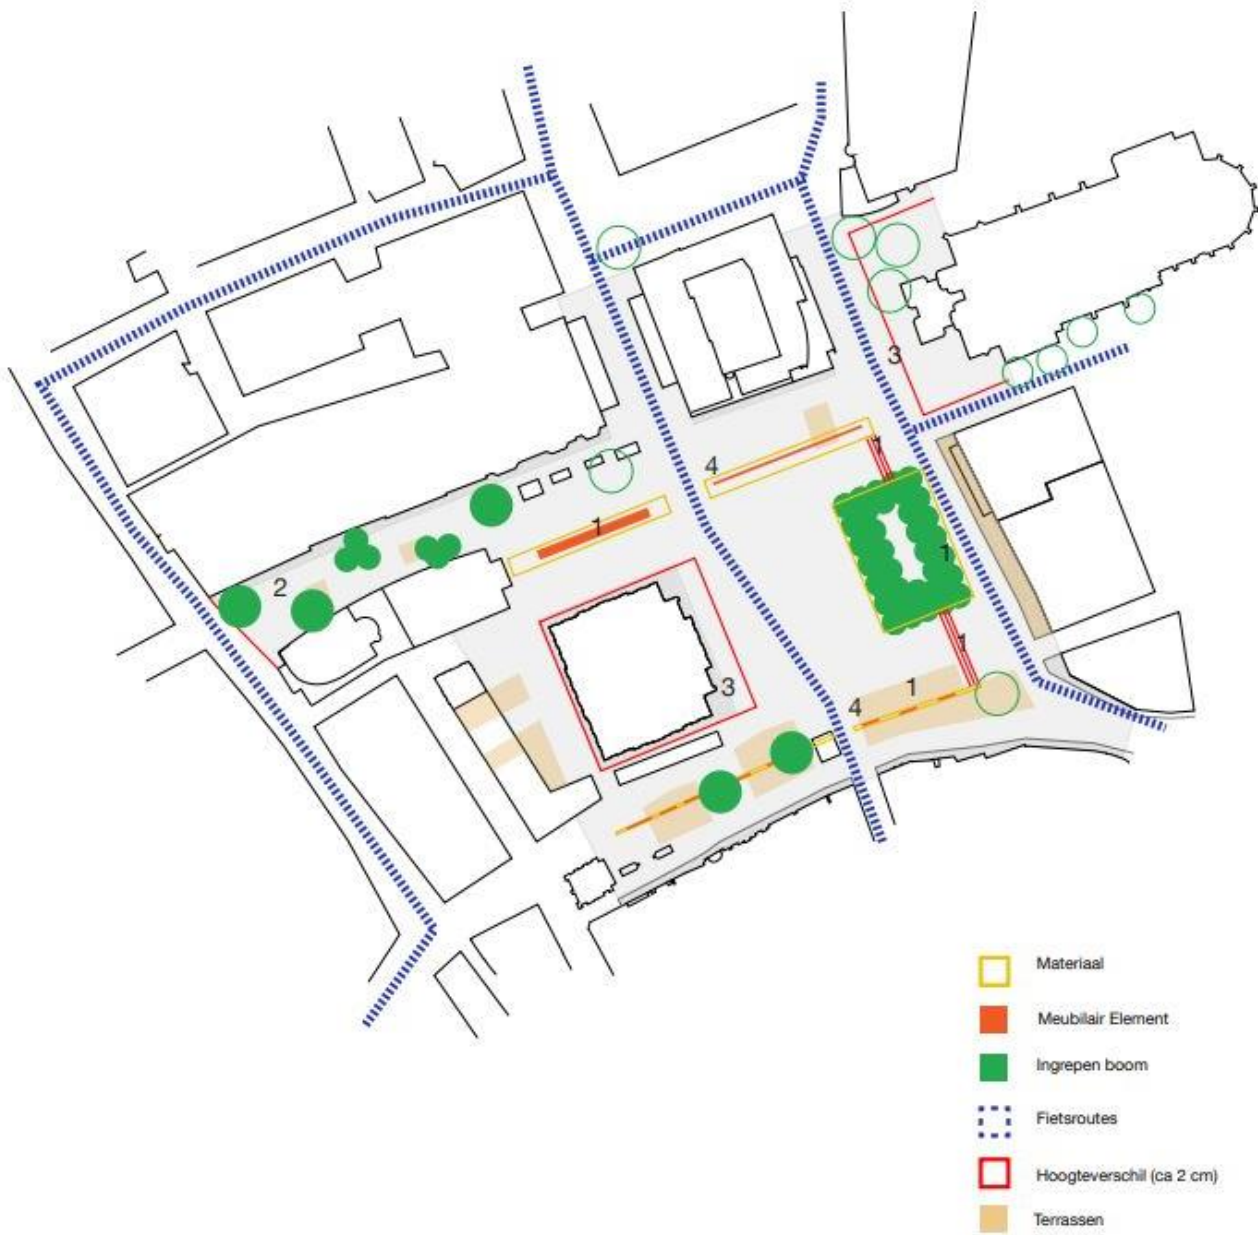 3
4
1
1
1
2
1
3
1
4
Materiaal
Meubilair Element
Ingrepen boom
Fietsroutes
Hoogteverschil (ca 2 cm)
Terrassen